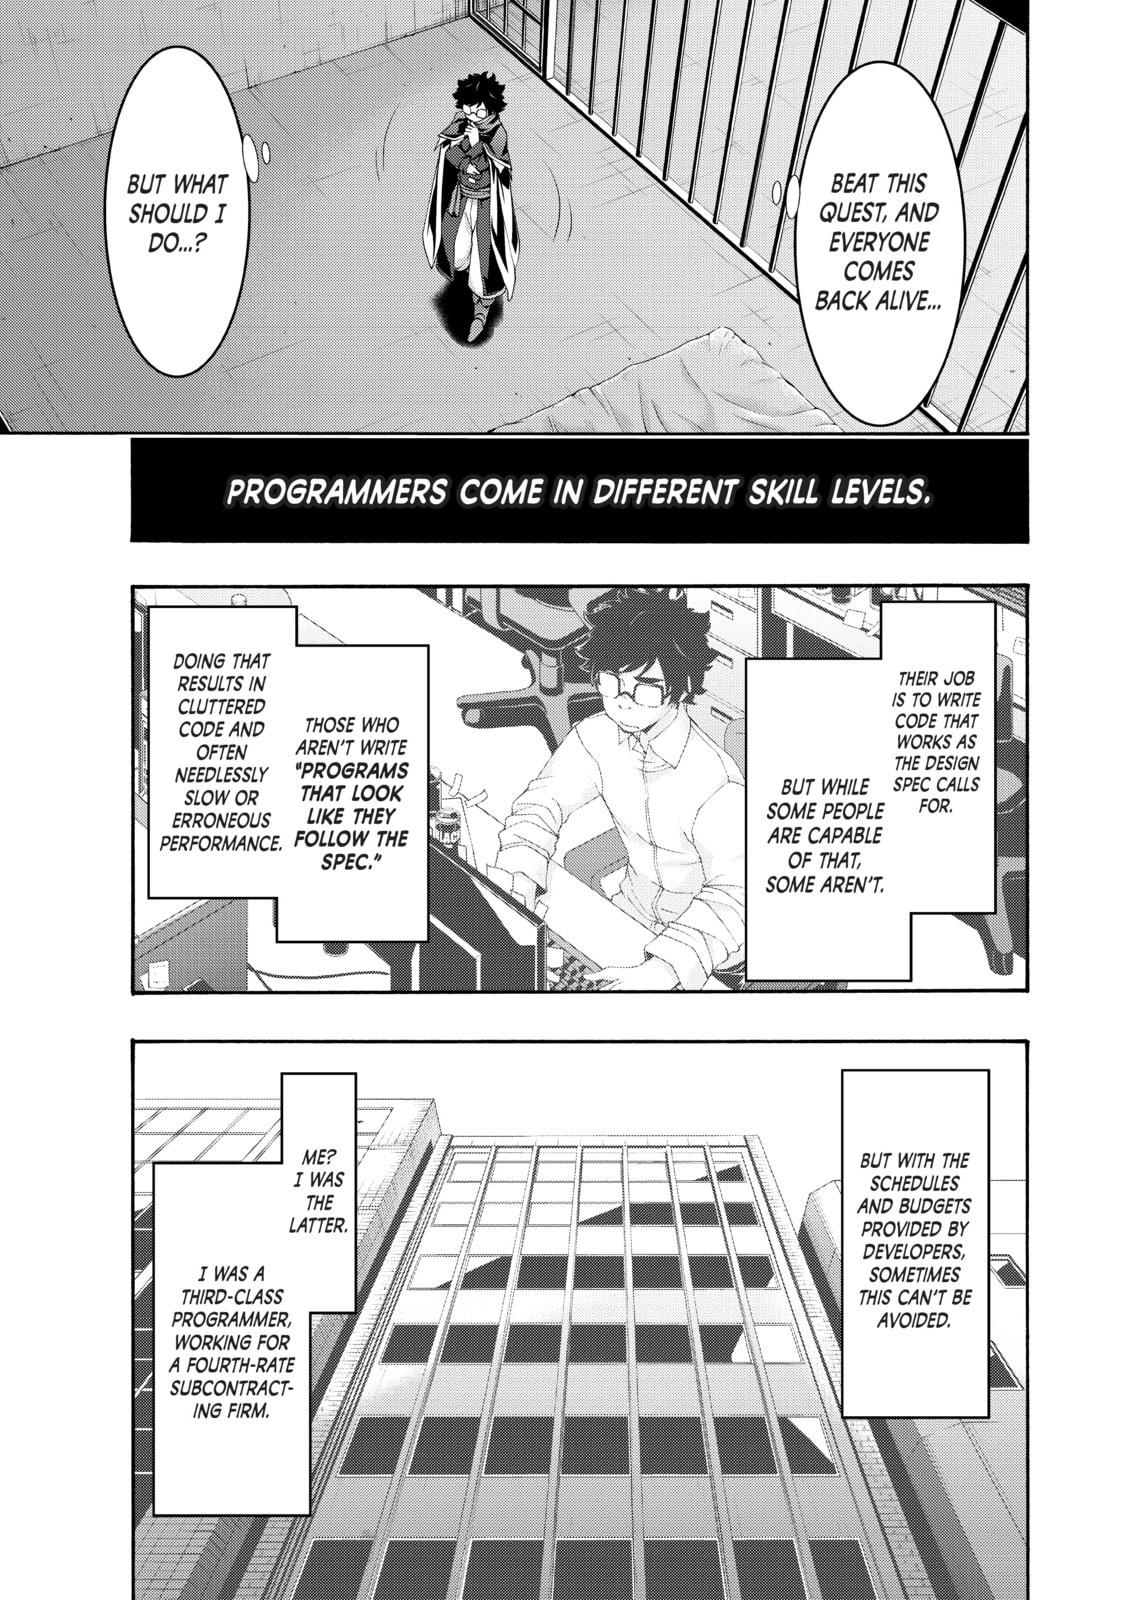 BEAT THIS
QUEST, AND
EVERYONE
COMES
BACK ALIVE...
BUT WHAT
SHOULD I
DO...?
PROGRAMMERS COME IN DIFFERENT SKILL LEVELS.
THEIR JOB
IS TO WRITE
CODE THAT
WORKS AS
THE DESIGN
SPEC CALLS
FOR.
BUT WHILE
SOME PEOPLE
ARE CAPABLE
OF THAT,
SOME AREN'T.
THOSE WHO
AREN'T WRITE
"PROGRAMS
THAT LOOK
LIKE THEY
FOLLOW THE
SPEC."
DOING THAT
RESULTS IN
CLUTTERED
CODE AND
OFTEN
NEEDLESSLY
SLOW OR
ERRONEOUS
PERFORMANCE.
BUT WITH THE
SCHEDULES
AND BUDGETS
PROVIDED BY
DEVELOPERS,
SOMETIMES
THIS CAN'T BE
AVOIDED.
ME?
I WAS
THE
LATTER.
I WAS A
THIRD-CLASS
PROGRAMMER,
WORKING FOR
A FOURTH-RATE
SUBCONTRACT-
ING FIRM.